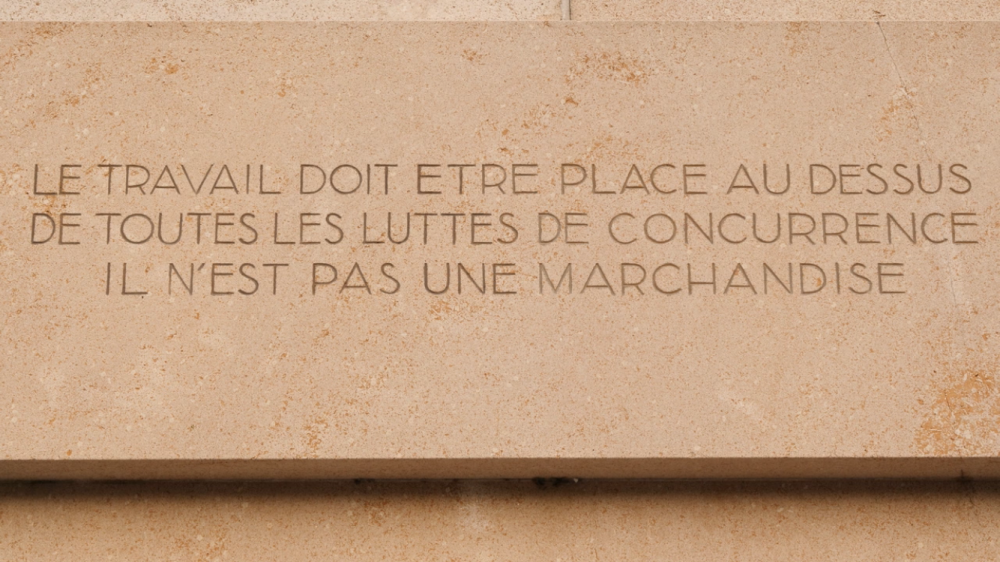 LE TRAVAIL DOIT ETRE PLACE AU DESSUS
DE TOUTES LES LUTTES DE CONCURRENCE
IL N'EST PAS UNE MARCHANDISE